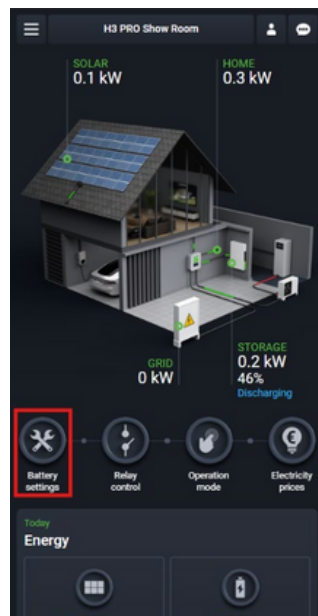 H3 PRO Show Room
SOLAR
0.1 kW
HOME
0.3 kW
GRID
0 kW
STORAGE
0.2 kW
46%
Discharging
Battery
settings
Relay
control
Operation
mode
Electricity
prices
Today
Energy